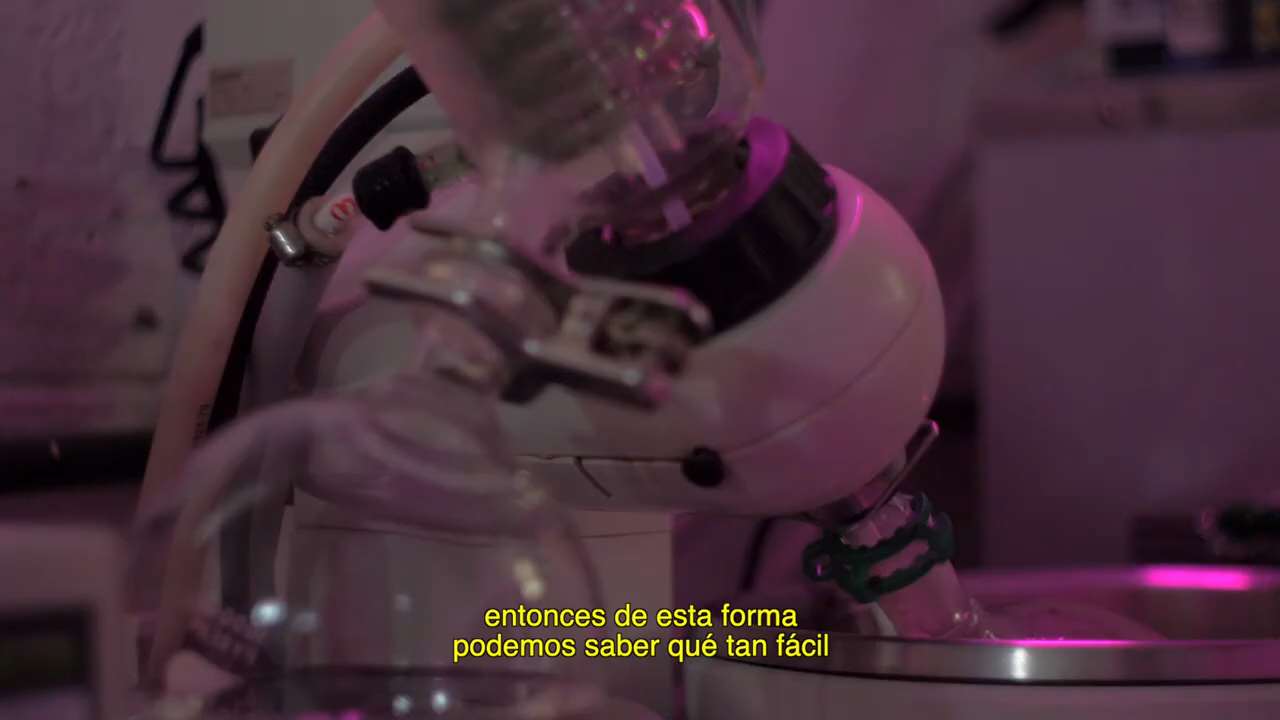 entonces de esta forma
podemos saber qué tan fácil